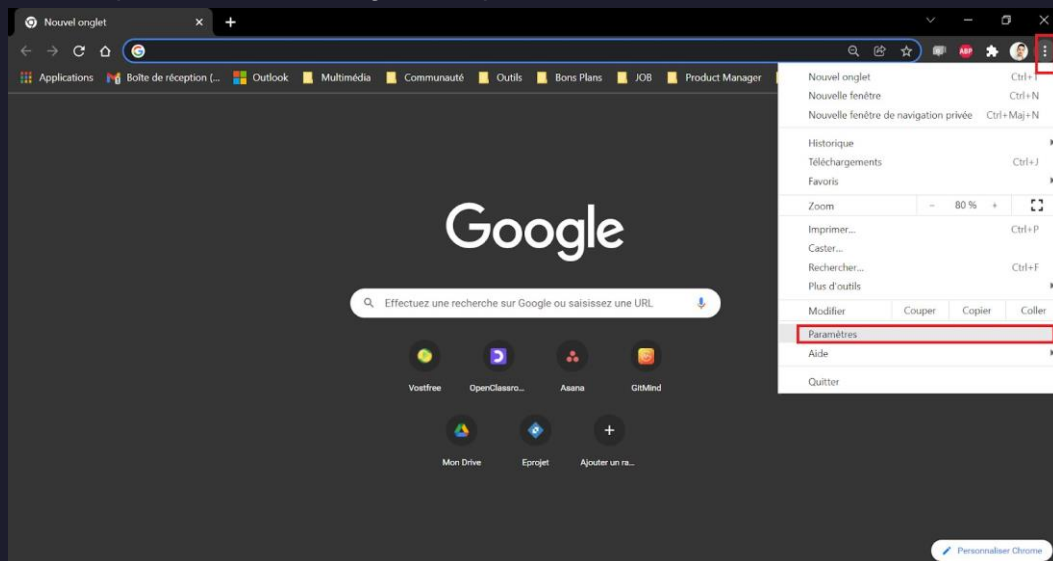 Nouvel onglet
Applications Boîte de réception (... Outlook Multimédia Communauté Outils Bons Plans JOB Product Manager
Nouvel onglet Ctrl+T
Nouvelle fenêtre Ctrl+N
Nouvelle fenêtre de navigation privée Ctrl+Maj+N
Historique
Téléchargements Ctrl+J
Favoris
Zoom - 80 % +
Imprimer... Ctrl+P
Caster...
Rechercher... Ctrl+F
Plus d'outils
Modifier Couper Copier Coller
Paramètres
Aide
Quitter
Google
Effectuez une recherche sur Google ou saisissez une URL
Vostfree OpenClassro... Asana GitMind
Mon Drive Eprojet Ajouter un ra...
Personnaliser Chrome
ABP